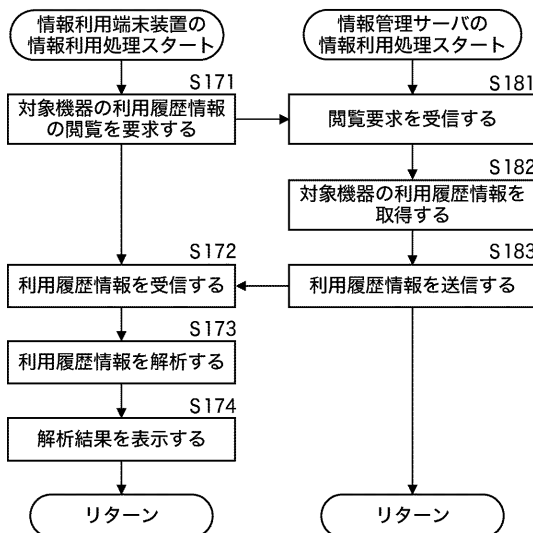 情報利用端末装置の
情報利用処理スタート
S171
対象機器の利用履歴情報
の閲覧を要求する
S172
利用履歴情報を受信する
S173
利用履歴情報を解析する
S174
解析結果を表示する
リターン
情報管理サーバの
情報利用処理スタート
S181
閲覧要求を受信する
S182
対象機器の利用履歴情報を
取得する
S183
利用履歴情報を送信する
リターン